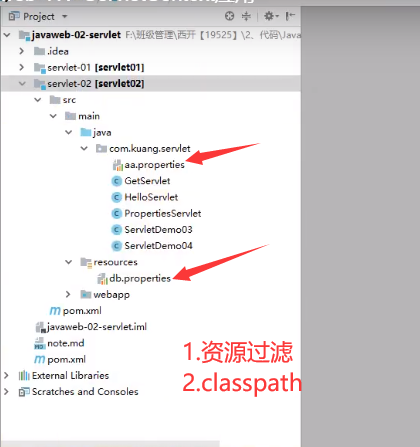 Project
javaweb-02-servlet F:\班级管理\西开【19525】\2、代码\Java
.idea
servlet-01 [servlet01]
servlet-02 [servlet02]
src
main
java
com.kuang.servlet
aa.properties
GetServlet
HelloServlet
PropertiesServlet
ServletDemo03
ServletDemo04
resources
db.properties
webapp
pom.xml
javaweb-02-servlet.iml
note.md
pom.xml
External Libraries
Scratches and Consoles
1.资源过滤
2.classpath